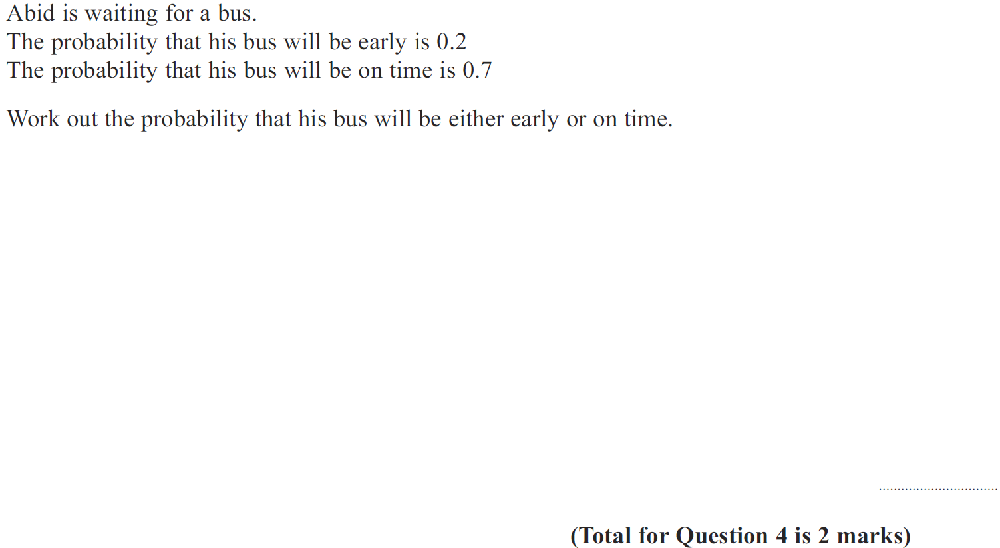 Abid is waiting for a bus.
The probability that his bus will be early is 0.2
The probability that his bus will be on time is 0.7
Work out the probability that his bus will be either early or on time.
................................
(Total for Question 4 is 2 marks)